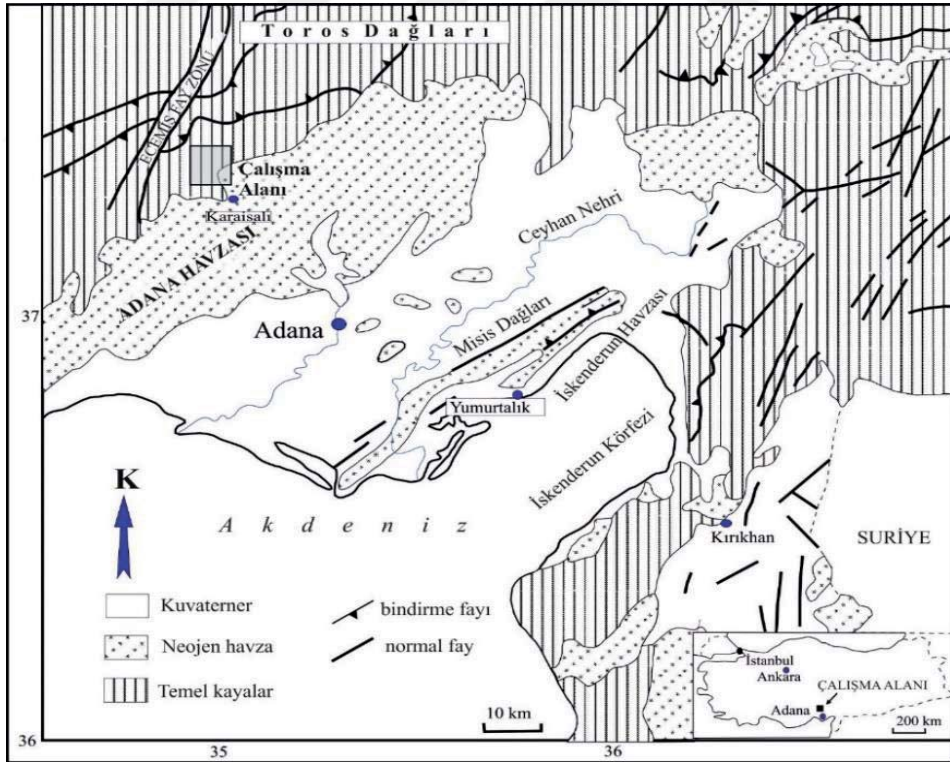 Toros Dağları
ECEMİŞ FAY ZONU
Çalışma
Alanı
Karaisalı
ADANA HAVZASI
Ceyhan Nehri
37
Adana
Misis Dağları
İskenderun Havzası
Yumurtalık
İskenderun Körfezi
K
Akdeniz
Kırıkhan
SURİYE
Kuvaterner
bindirme fayı
Neojen havza
normal fay
Temel kayalar
10 km
İstanbul
Ankara
ÇALIŞMA ALANI
Adana
200 km
36
35
36